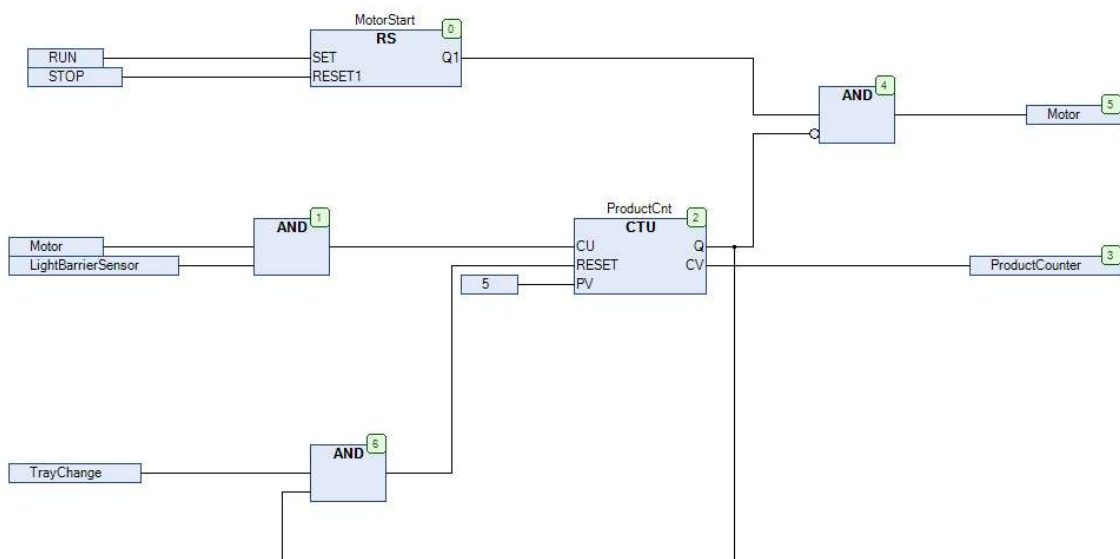 MotorStart
0
RS
RUN
SET
Q1
STOP
RESET1
4
AND
5
Motor
ProductCnt
1
AND
2
CTU
Motor
CU
Q
LightBarrierSensor
RESET
CV
3
ProductCounter
5
PV
6
AND
TrayChange